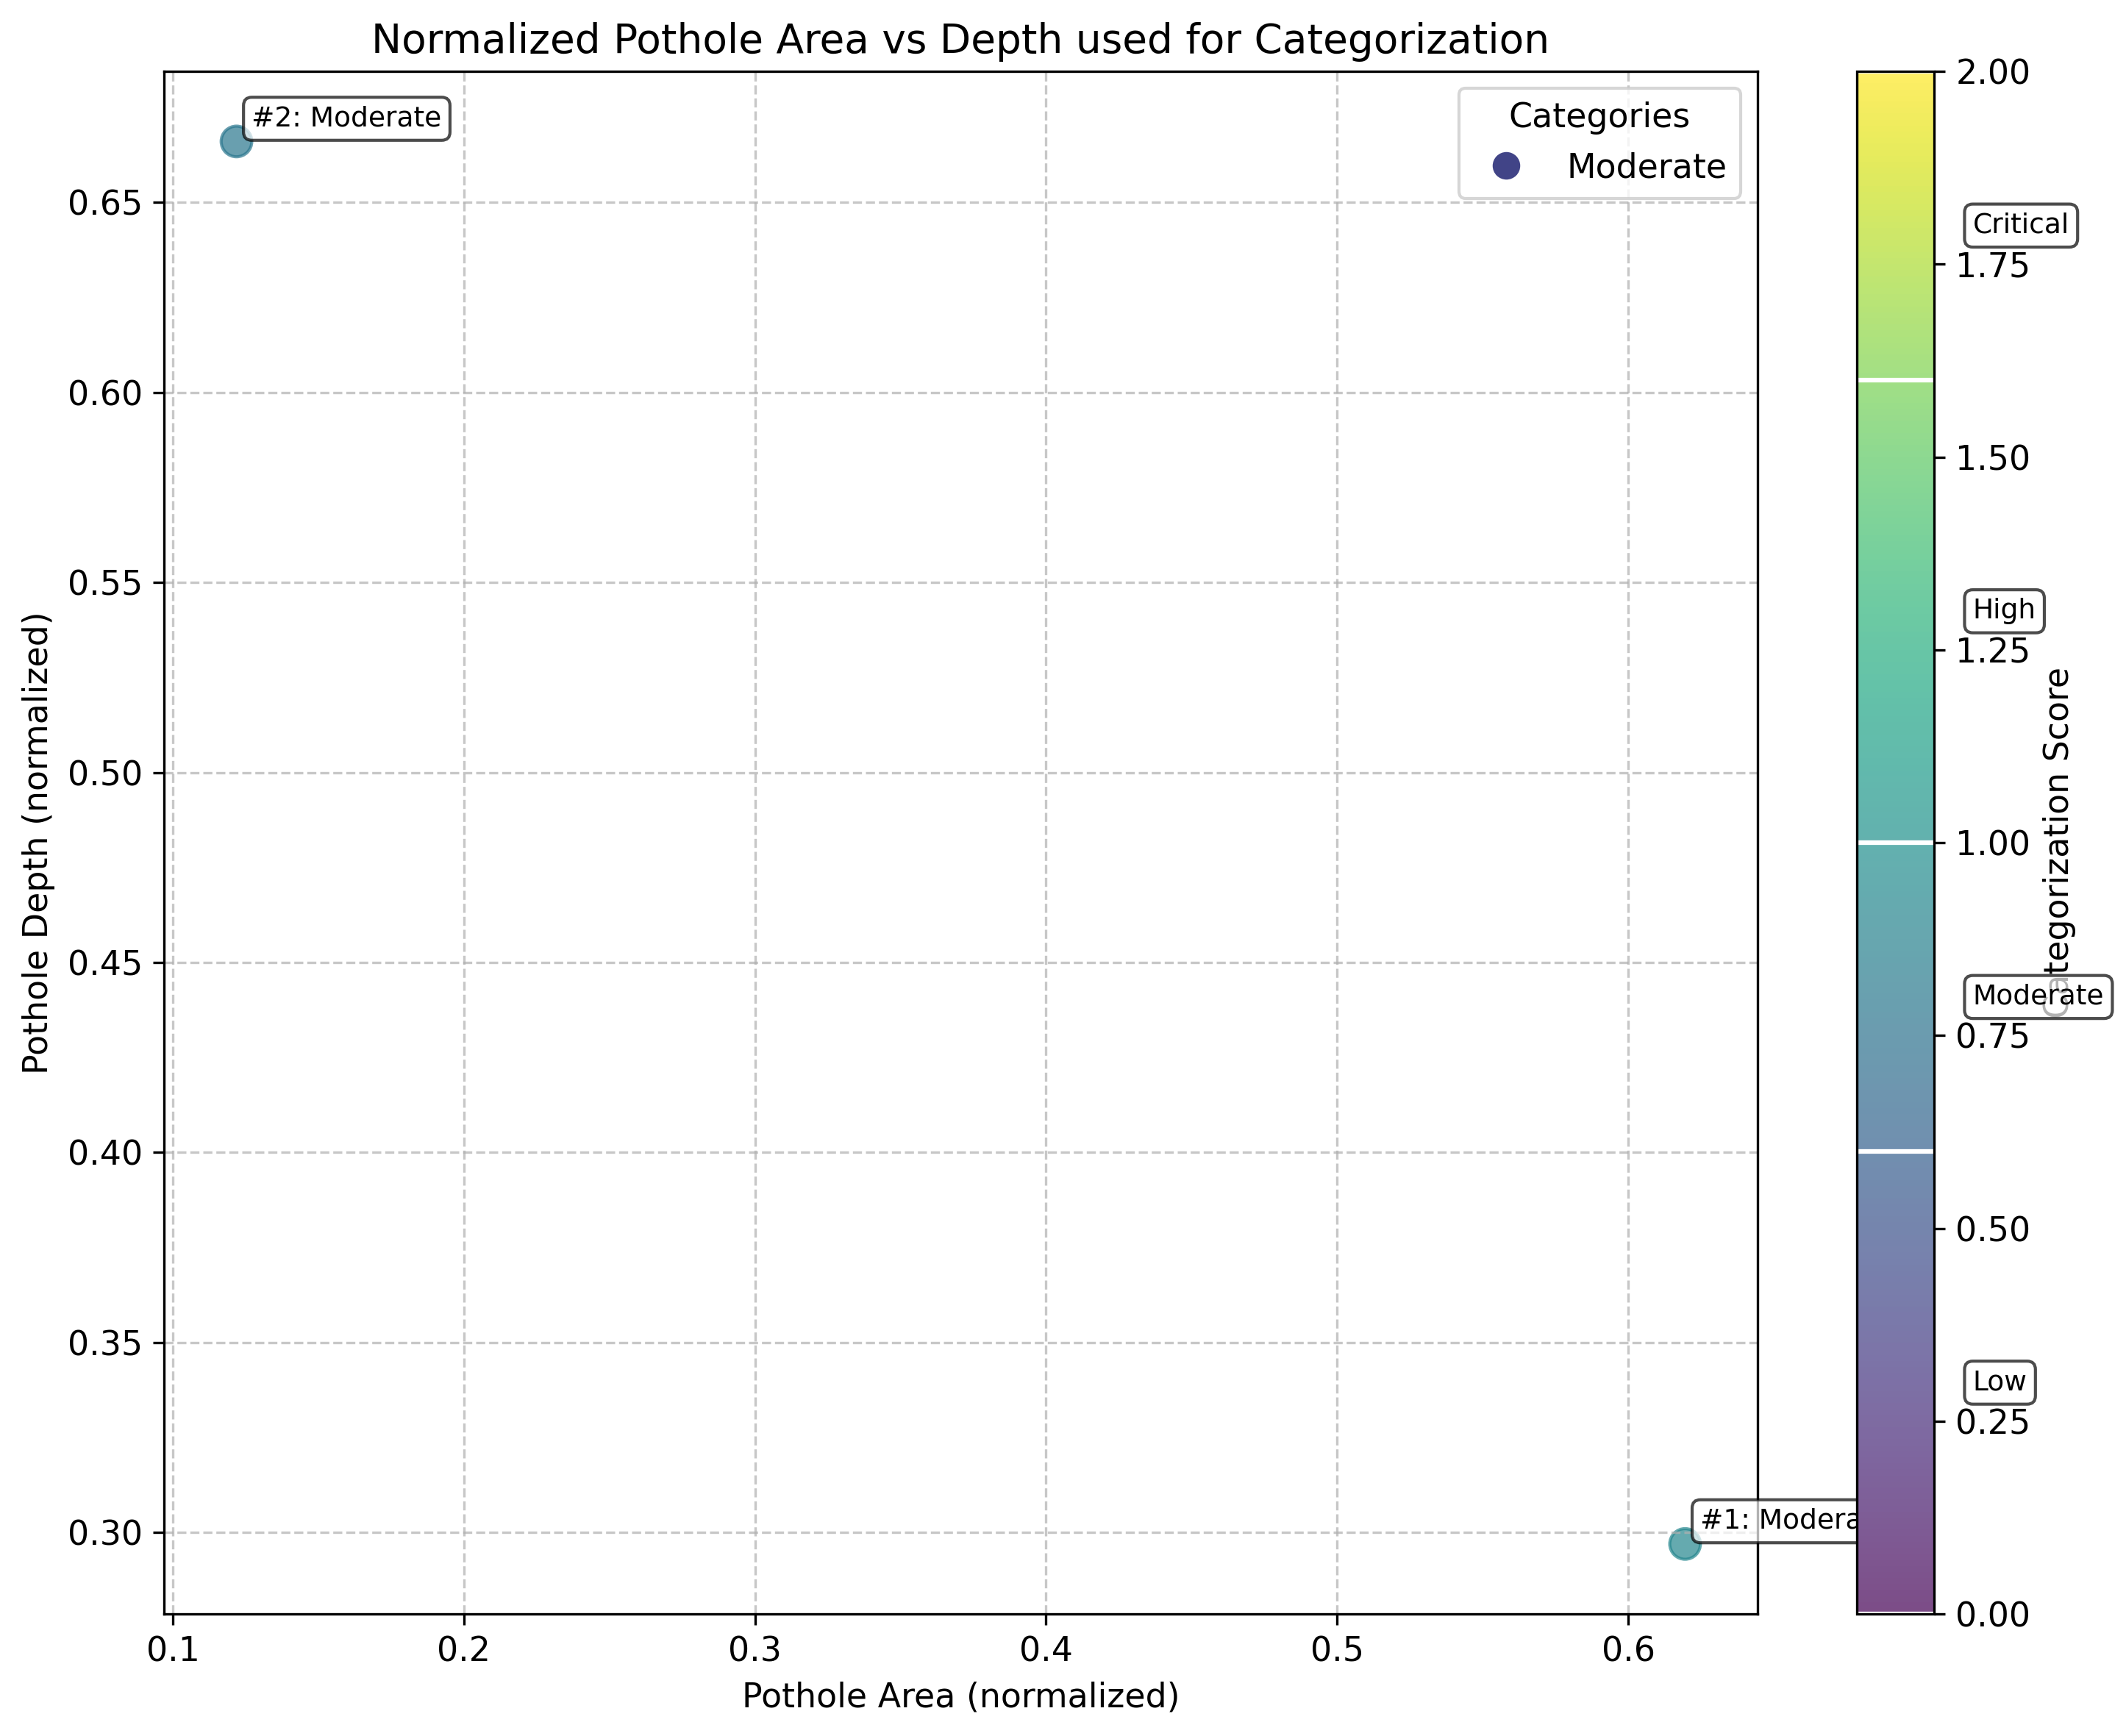 Normalized Pothole Area vs Depth used for Categorization
#2: Moderate
Categories
Moderate
0.65
0.60
0.55
0.50
0.45
0.40
0.35
0.30
Pothole Depth (normalized)
#1: Modera
0.1
0.2
0.3
0.4
0.5
0.6
Pothole Area (normalized)
2.00
Critical
1.75
1.50
High
1.25
1.00
Moderate
0.75
0.50
Low
0.25
0.00
Categorization Score